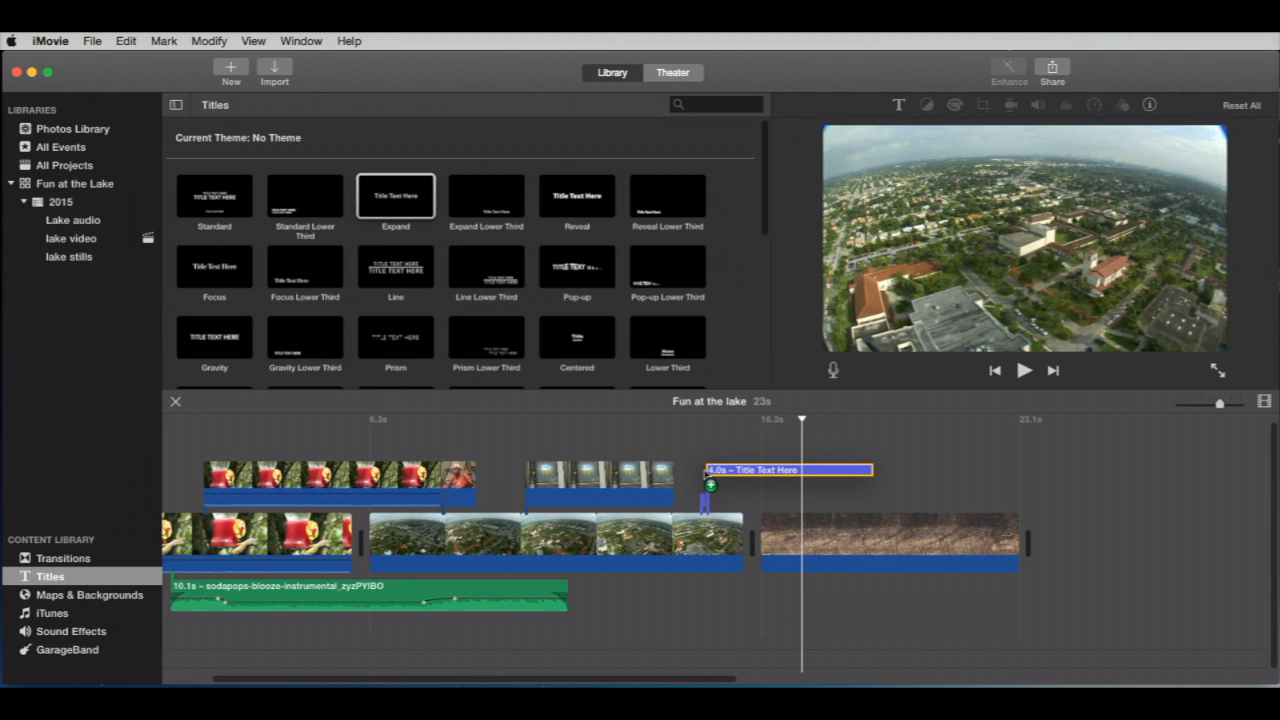 iMovie File Edit Mark Modify View Window Help
New Import Library Theater Enhance Share
LIBRARIES
Photos Library
All Events
All Projects
Fun at the Lake
2015
Lake audio
lake video
lake stills
CONTENT LIBRARY
Transitions
T Titles
Maps & Backgrounds
iTunes
Sound Effects
GarageBand
Titles
T Reset All
Current Theme: No Theme
TITLE TEXT HERE Title Text Here Title Text Here Title Text Here
Standard Standard Lower Third Expand Expand Lower Third Reveal Reveal Lower Third
Title Text Here TITLE TEXT HERE TITLE TEXT
Focus Focus Lower Third Line Line Lower Third Pop-up Pop-up Lower Third
TITLE TEXT HERE
Gravity Gravity Lower Third Prism Prism Lower Third Centered Lower Third
Fun at the lake 23s
6.3s 16.3s 23.1s
4.0s – Title Text Here
10.1s – sodapops-blooze-instrumental_zyzPYIBO